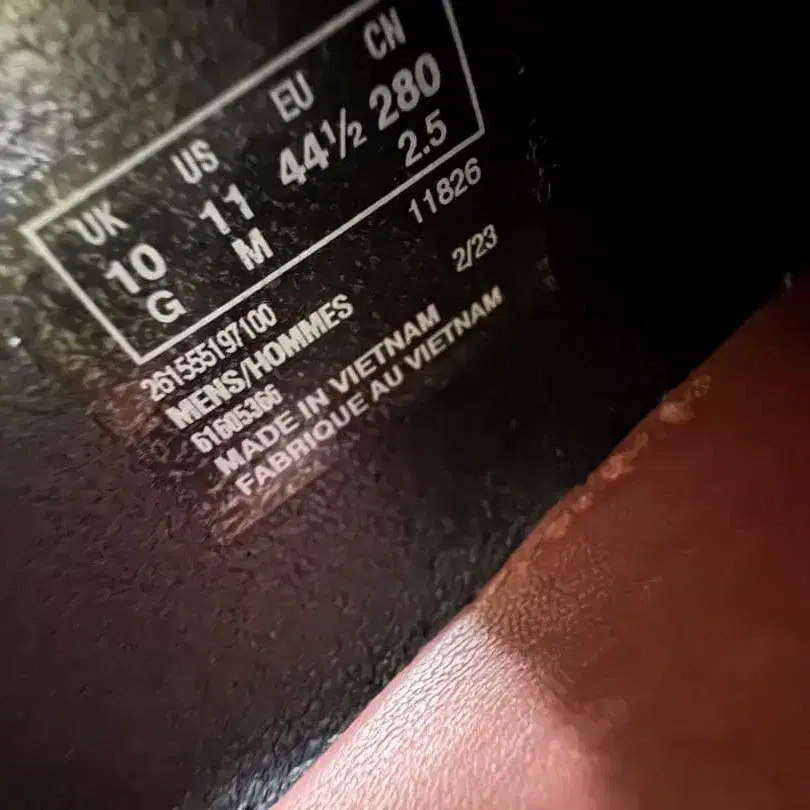 UK US EU CN
10 11 44½ 280
G M 2.5
261555197100 11826
MENS/HOMMES
61605366 2/23
MADE IN VIETNAM
FABRIQUE AU VIETNAM